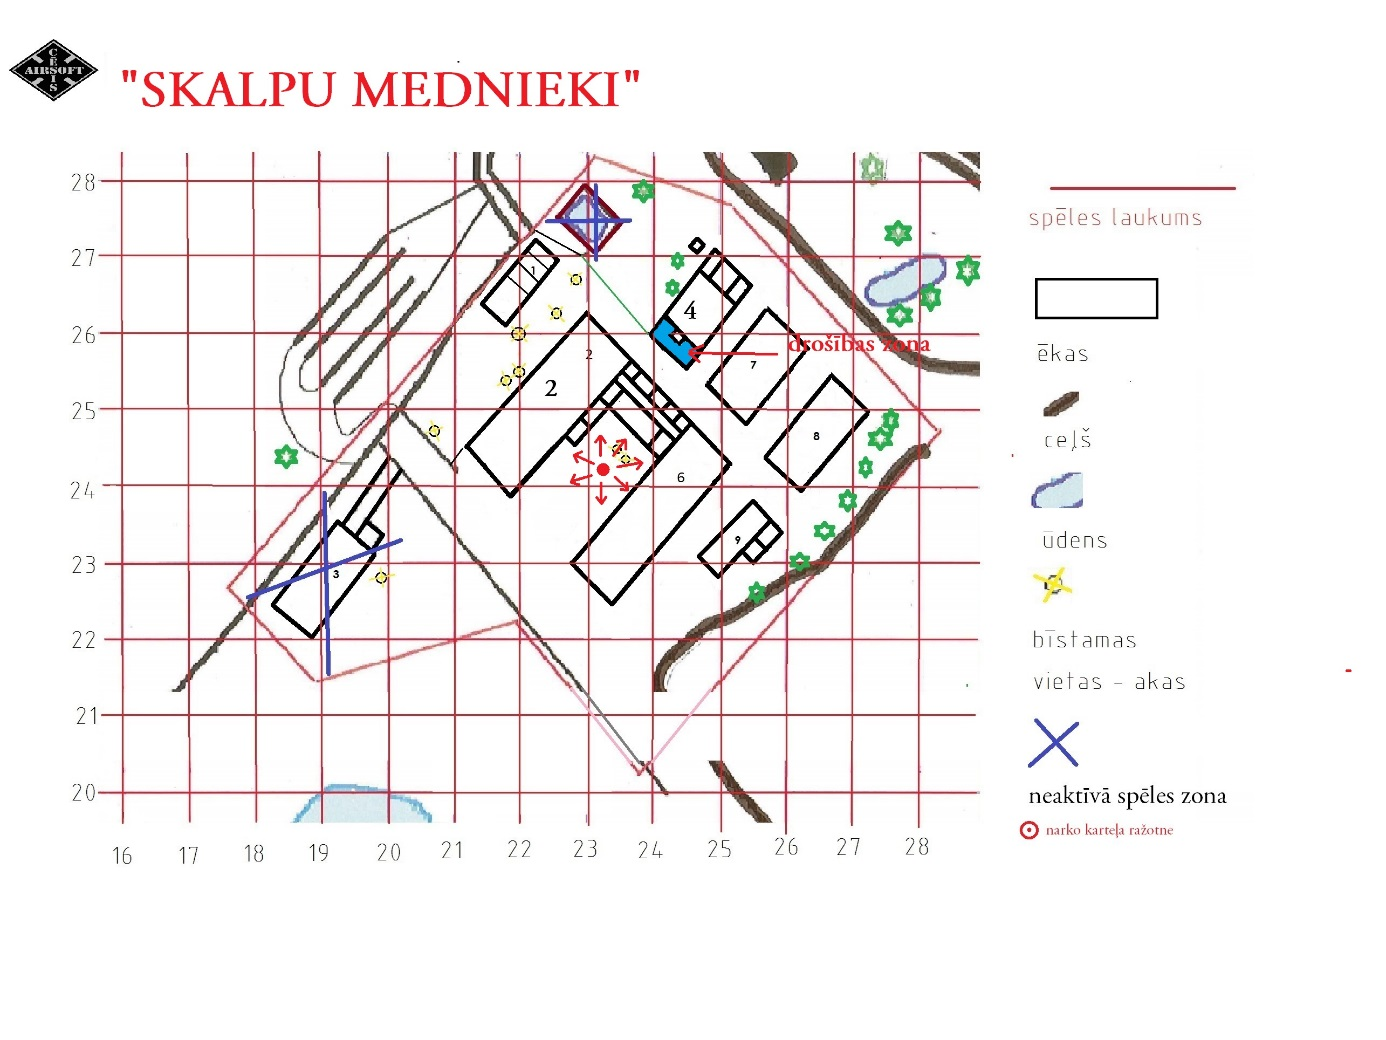 CĒSIS
AIRSOFT
"SKALPU MEDNIEKI"
28
27
26
25
24
23
22
21
20
16 17 18 19 20 21 22 23 24 25 26 27 28
1
2
2
3
4
6
7
8
9
drošības zona
spēles laukums
ēkas
ceļš
ūdens
bīstamas
vietas - akas
neaktīvā spēles zona
narko karteļa ražotne